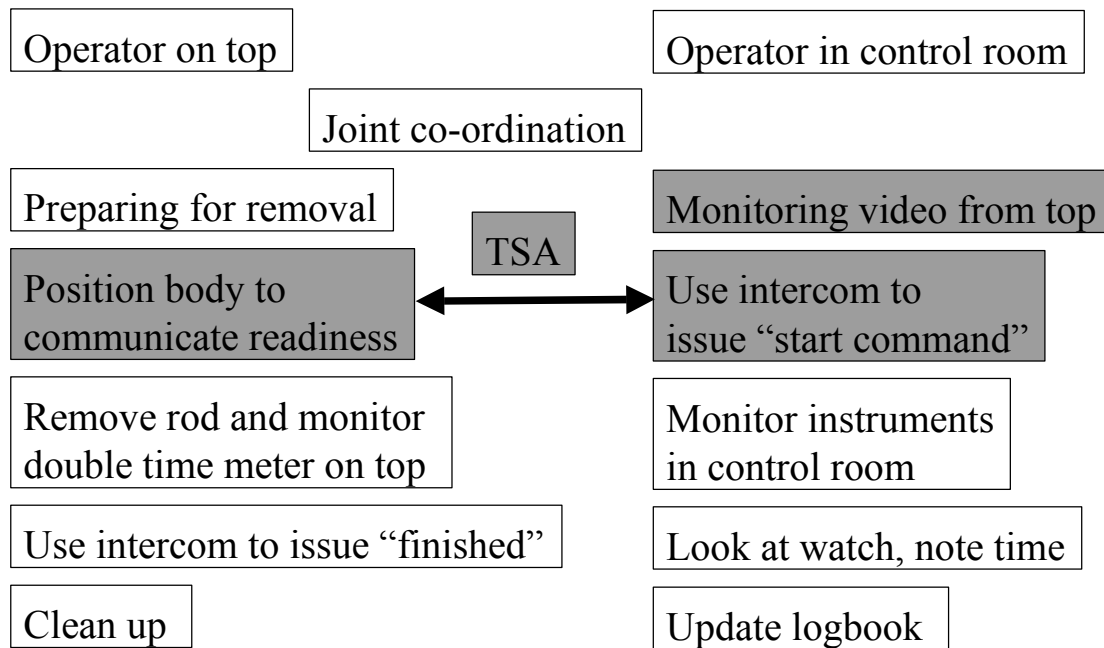 Operator on top
Operator in control room
Joint co-ordination
Preparing for removal
Monitoring video from top
TSA
Position body to
communicate readiness
Use intercom to
issue “start command”
Remove rod and monitor
double time meter on top
Monitor instruments
in control room
Use intercom to issue “finished”
Look at watch, note time
Clean up
Update logbook